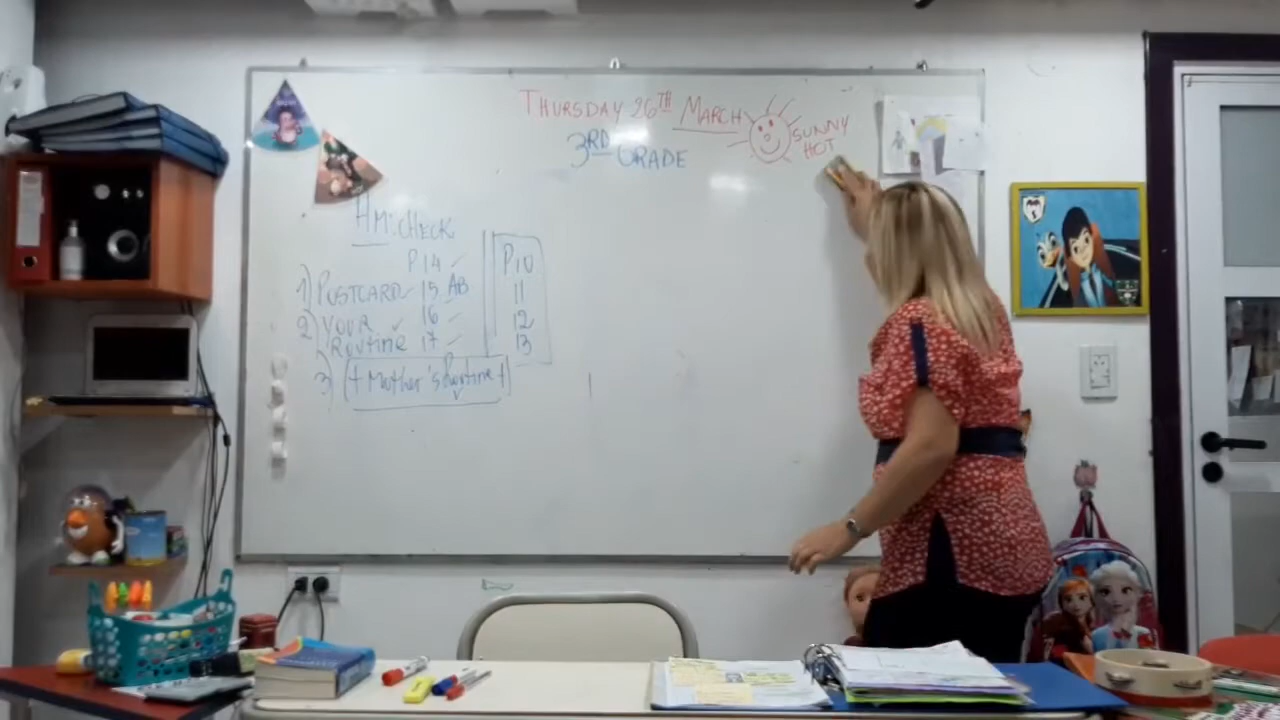 THURSDAY 26TH MARCH
SUNNY
HOT
3RD GRADE
HM: CHECK
P14 ✓
1) POSTCARD ✓ 15 AB
2) YOUR ✓ 16 ✓
ROUTINE 17 ✓
3) (+ Mother's Routine +)
P10
11
12
13